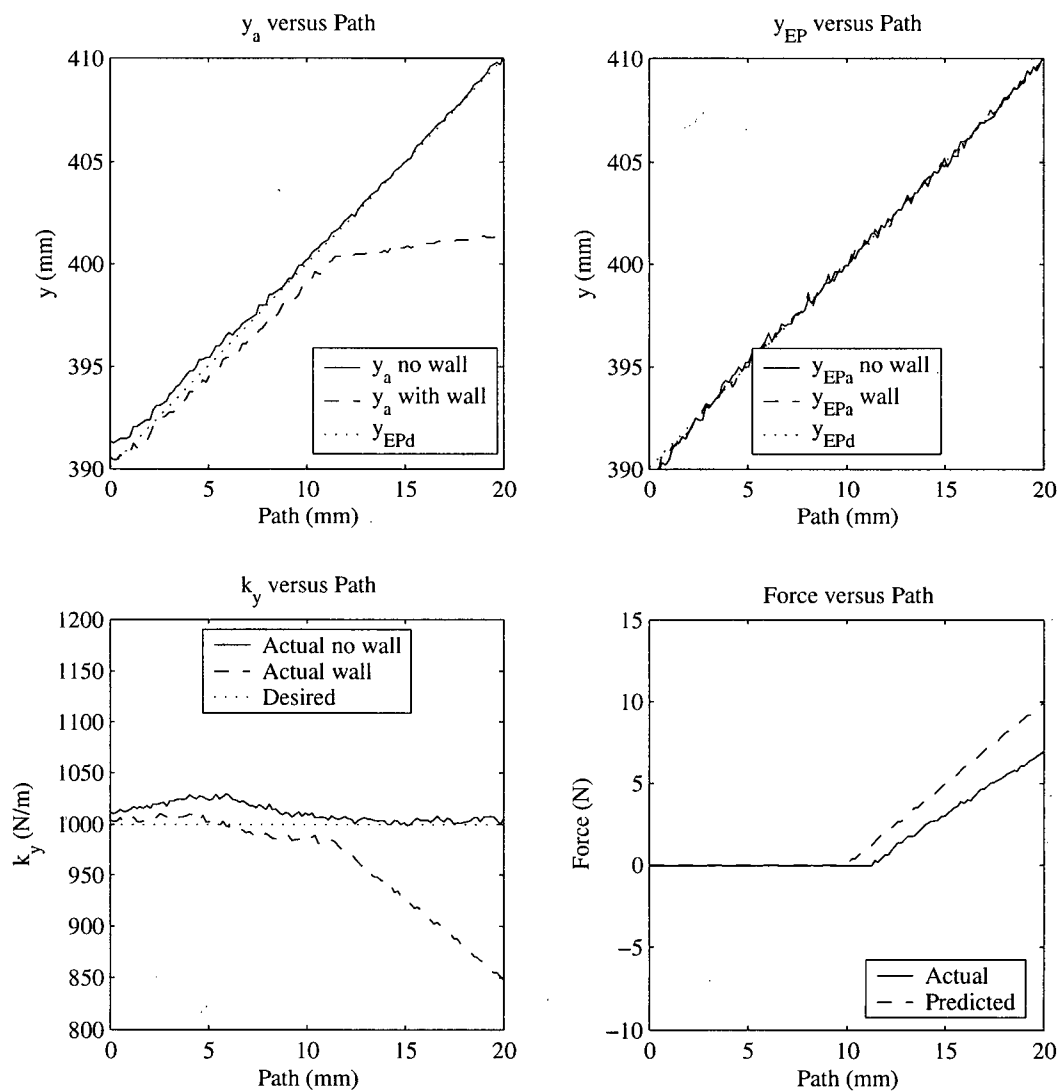 y_a versus Path
410
405
400
395
390
y (mm)
y_a no wall
y_a with wall
y_EPd
0 5 10 15 20
Path (mm)
y_EP versus Path
410
405
400
395
390
y (mm)
y_EPa no wall
y_EPa wall
y_EPd
0 5 10 15 20
Path (mm)
k_y versus Path
1200
1150
1100
1050
1000
950
900
850
800
k_y (N/m)
Actual no wall
Actual wall
Desired
0 5 10 15 20
Path (mm)
Force versus Path
15
10
5
0
−5
−10
Force (N)
Actual
Predicted
0 5 10 15 20
Path (mm)